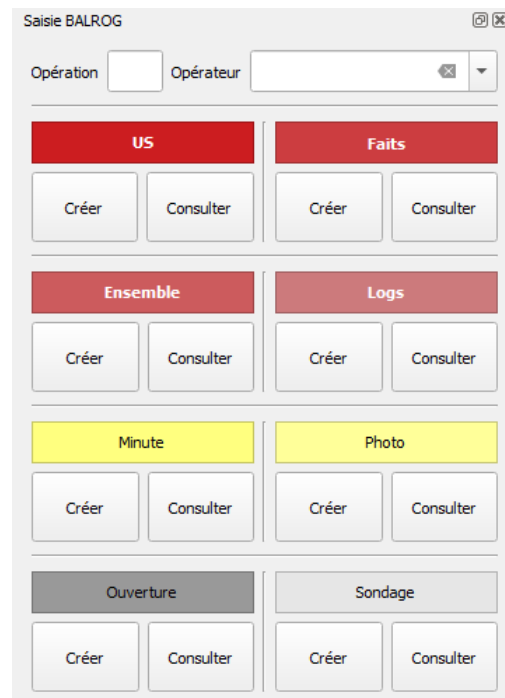 Saisie BALROG
Opération Opérateur
US Faits
Créer Consulter Créer Consulter
Ensemble Logs
Créer Consulter Créer Consulter
Minute Photo
Créer Consulter Créer Consulter
Ouverture Sondage
Créer Consulter Créer Consulter